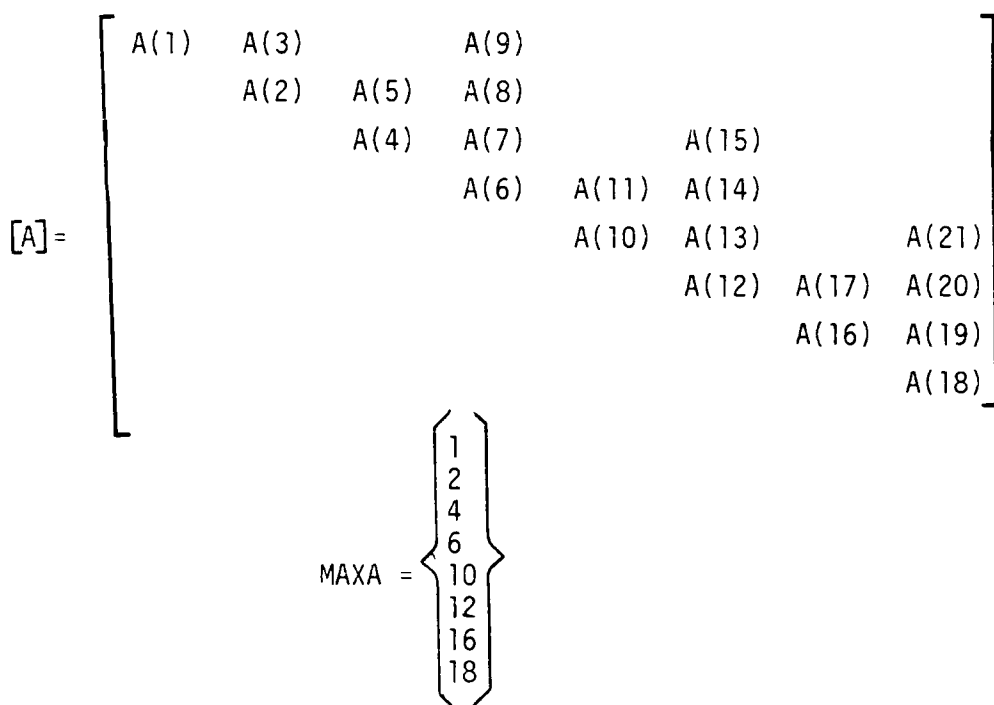 A(1) A(3) A(9)
A(2) A(5) A(8)
A(4) A(7) A(15)
A(6) A(11) A(14)
[A]= A(10) A(13) A(21)
A(12) A(17) A(20)
A(16) A(19)
A(18)
1
2
4
6
MAXA = 10
12
16
18